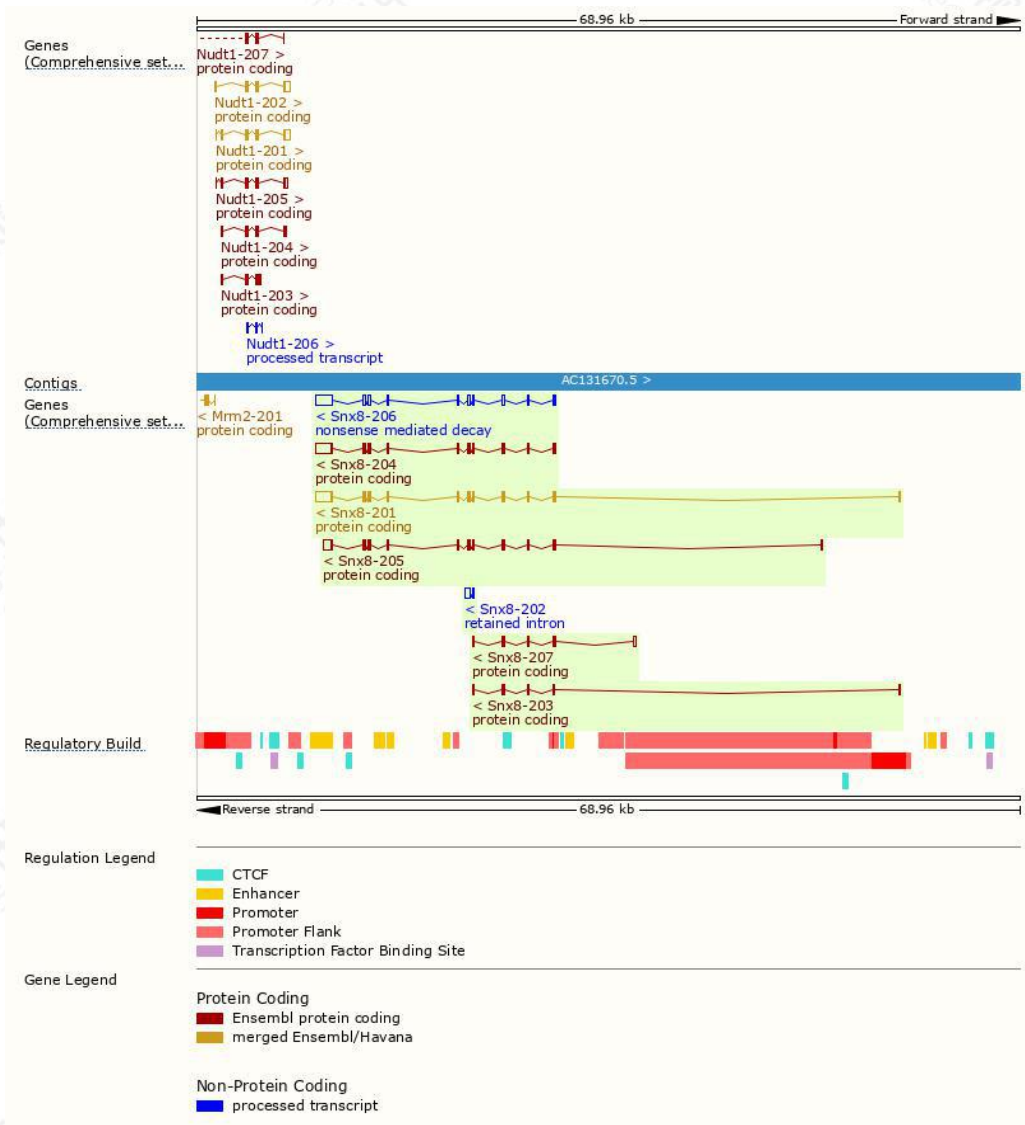 68.96 kb Forward strand
Genes
(Comprehensive set...
Nudt1-207 >
protein coding
Nudt1-202 >
protein coding
Nudt1-201 >
protein coding
Nudt1-205 >
protein coding
Nudt1-204 >
protein coding
Nudt1-203 >
protein coding
Nudt1-206 >
processed transcript
Contigs AC131670.5 >
Genes
(Comprehensive set...
< Mrm2-201
protein coding
< Snx8-206
nonsense mediated decay
< Snx8-204
protein coding
< Snx8-201
protein coding
< Snx8-205
protein coding
< Snx8-202
retained intron
< Snx8-207
protein coding
< Snx8-203
protein coding
Regulatory Build
Reverse strand 68.96 kb
Regulation Legend
CTCF
Enhancer
Promoter
Promoter Flank
Transcription Factor Binding Site
Gene Legend
Protein Coding
Ensembl protein coding
merged Ensembl/Havana
Non-Protein Coding
processed transcript